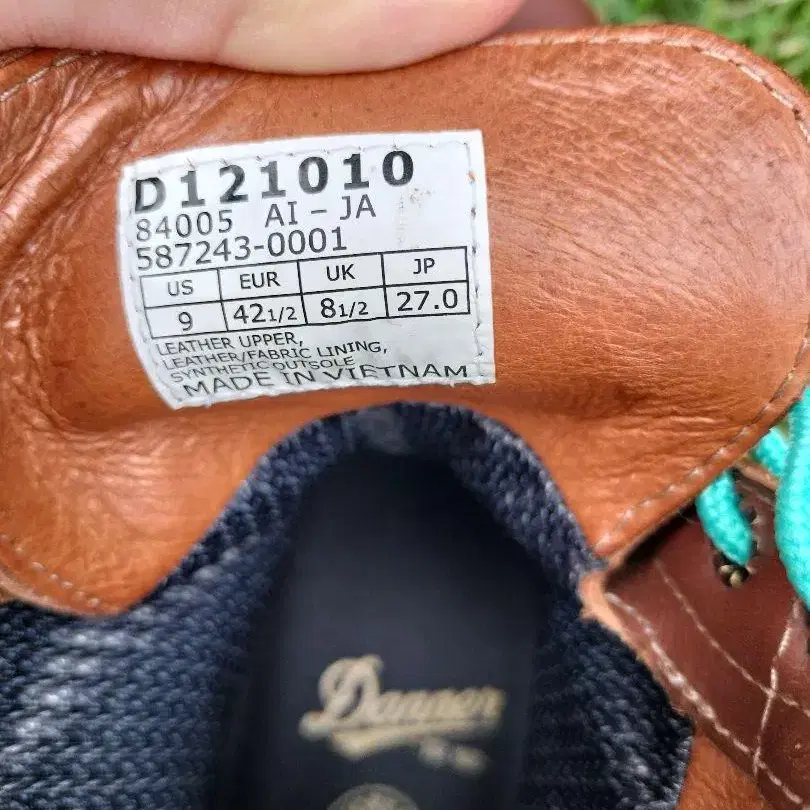 D121010
84005 AI – JA
587243-0001
US EUR UK JP
9 42 1/2 8 1/2 27.0
LEATHER UPPER,
LEATHER/FABRIC LINING,
SYNTHETIC OUTSOLE
MADE IN VIETNAM
Danner